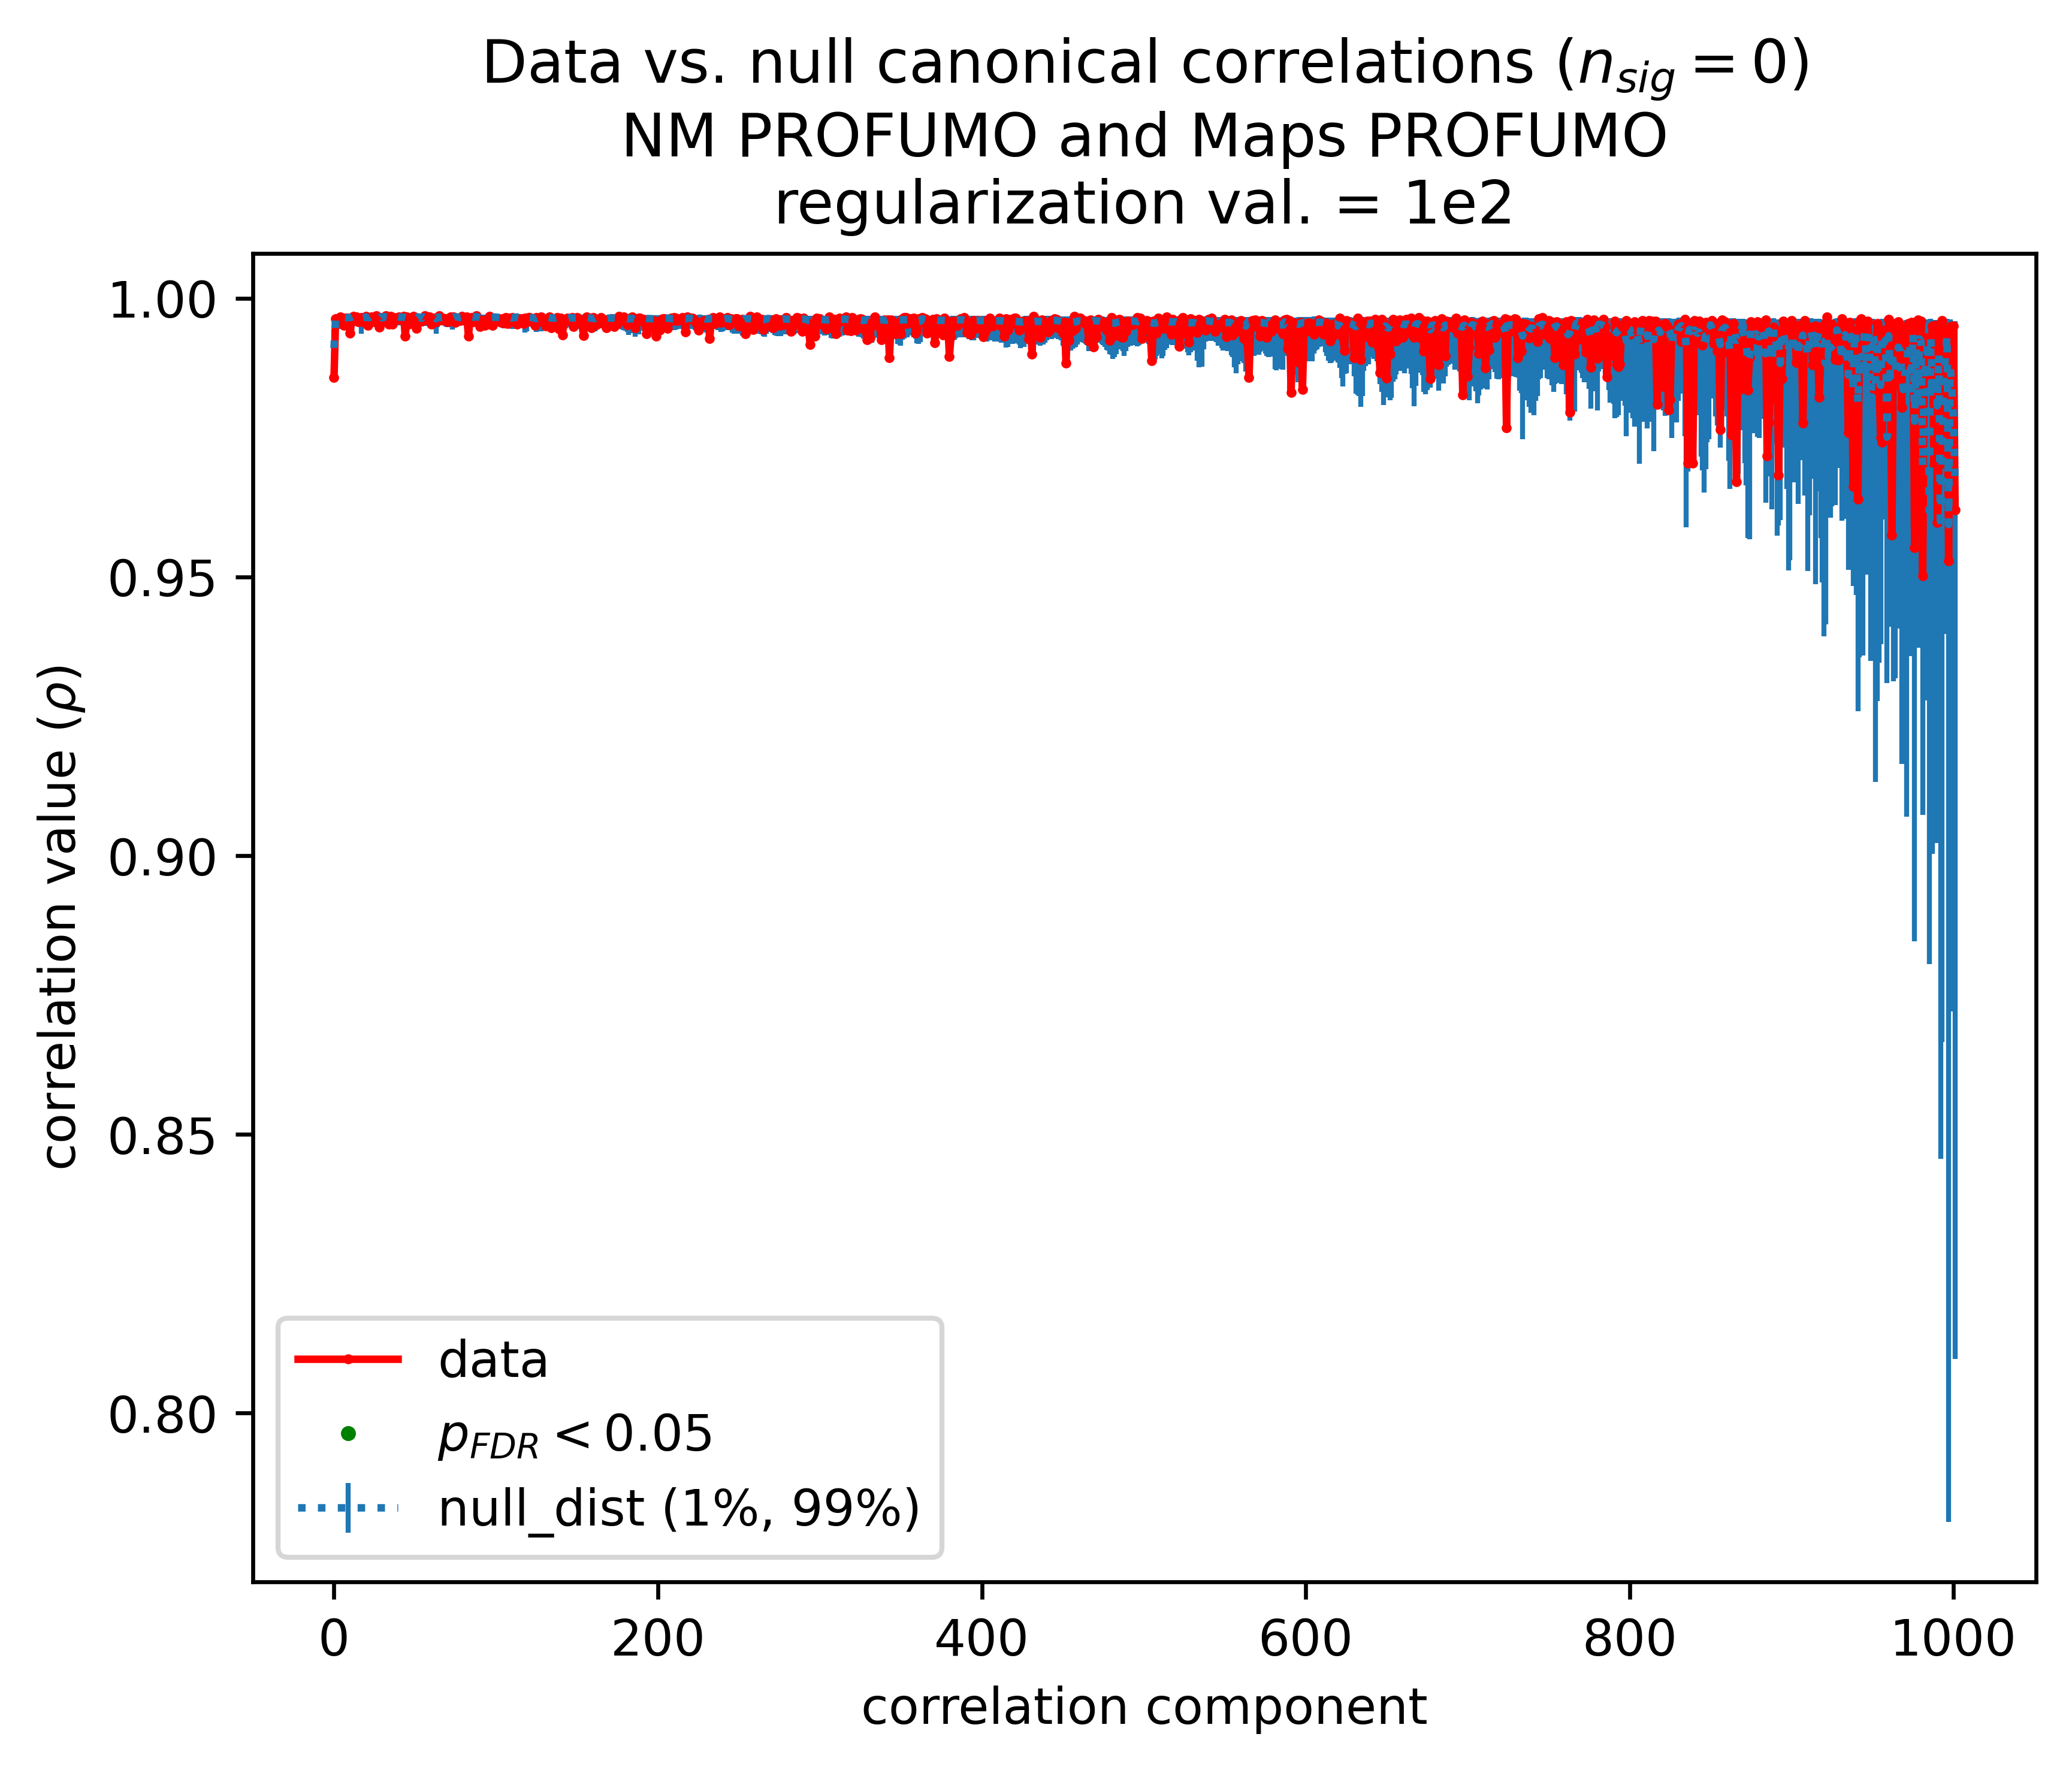 Data vs. null canonical correlations (n_sig = 0)
NM PROFUMO and Maps PROFUMO
regularization val. = 1e2
correlation value (ρ)
1.00
0.95
0.90
0.85
0.80
data
p_FDR < 0.05
null_dist (1%, 99%)
0 200 400 600 800 1000
correlation component